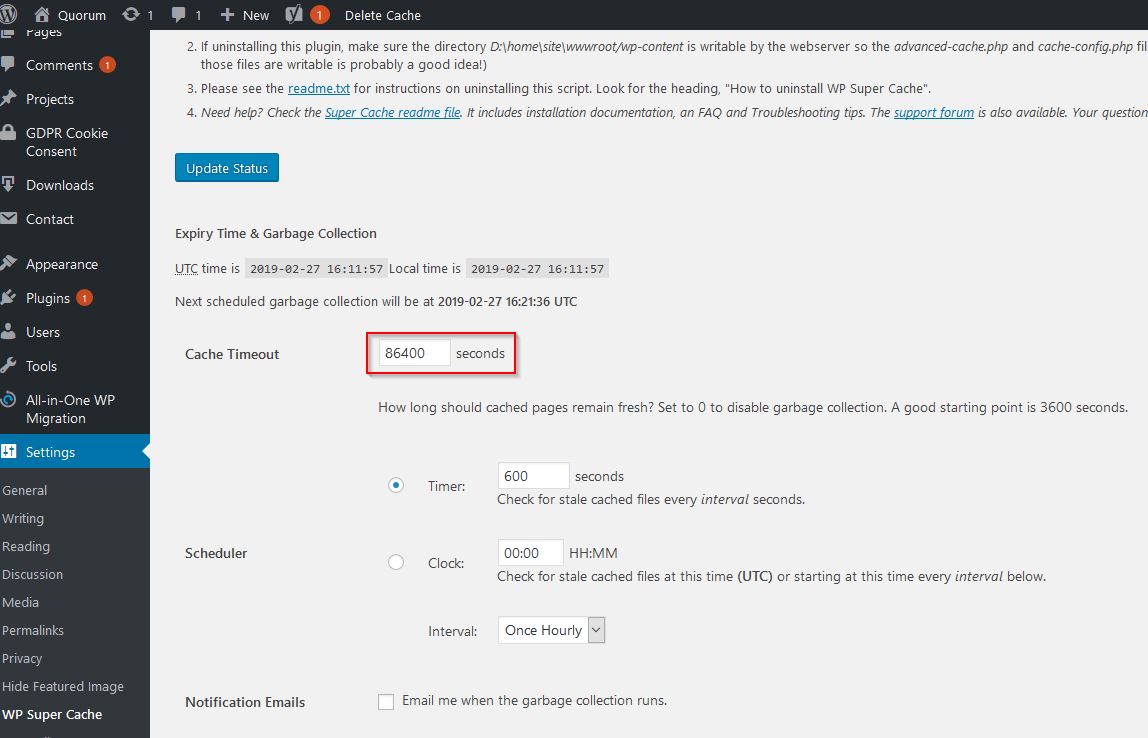 Quorum 1 1 New 1 Delete Cache
Pages
Comments 1
Projects
GDPR Cookie
Consent
Downloads
Contact
Appearance
Plugins 1
Users
Tools
All-in-One WP
Migration
Settings
General
Writing
Reading
Discussion
Media
Permalinks
Privacy
Hide Featured Image
WP Super Cache
2. If uninstalling this plugin, make sure the directory D:\home\site\wwwroot/wp-content is writable by the webserver so the advanced-cache.php and cache-config.php fil
those files are writable is probably a good idea!)
3. Please see the readme.txt for instructions on uninstalling this script. Look for the heading, "How to uninstall WP Super Cache".
4. Need help? Check the Super Cache readme file. It includes installation documentation, an FAQ and Troubleshooting tips. The support forum is also available. Your question
Update Status
Expiry Time & Garbage Collection
UTC time is 2019-02-27 16:11:57 Local time is 2019-02-27 16:11:57
Next scheduled garbage collection will be at 2019-02-27 16:21:36 UTC
Cache Timeout 86400 seconds
How long should cached pages remain fresh? Set to 0 to disable garbage collection. A good starting point is 3600 seconds.
Timer: 600 seconds
Check for stale cached files every interval seconds.
Scheduler
Clock: 00:00 HH:MM
Check for stale cached files at this time (UTC) or starting at this time every interval below.
Interval: Once Hourly
Notification Emails Email me when the garbage collection runs.